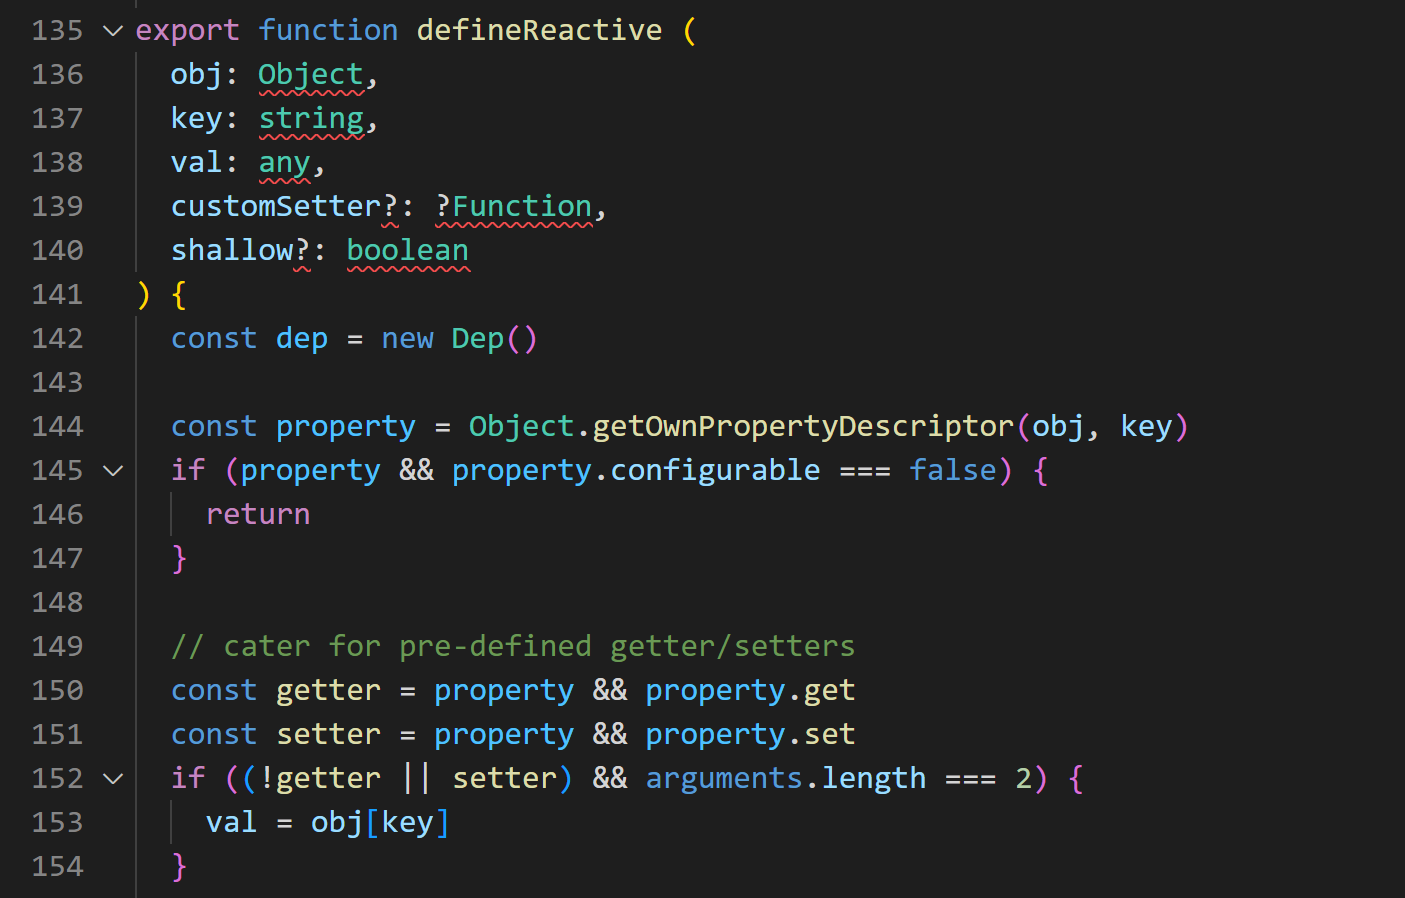 135 export function defineReactive (
136 obj: Object,
137 key: string,
138 val: any,
139 customSetter?: ?Function,
140 shallow?: boolean
141 ) {
142 const dep = new Dep()
143
144 const property = Object.getOwnPropertyDescriptor(obj, key)
145 if (property && property.configurable === false) {
146 return
147 }
148
149 // cater for pre-defined getter/setters
150 const getter = property && property.get
151 const setter = property && property.set
152 if ((!getter || setter) && arguments.length === 2) {
153 val = obj[key]
154 }